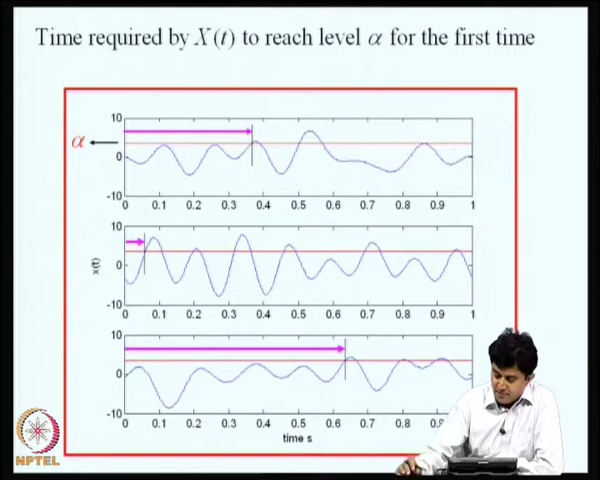 Time required by X(t) to reach level α for the first time
10
α
0
-10
0 0.1 0.2 0.3 0.4 0.5 0.6 0.7 0.8 0.9 1
10
x(t)
0
-10
0 0.1 0.2 0.3 0.4 0.5 0.6 0.7 0.8 0.9 1
10
0
-10
0 0.1 0.2 0.3 0.4 0.5 0.6 0.7 0.8
time s
NPTEL